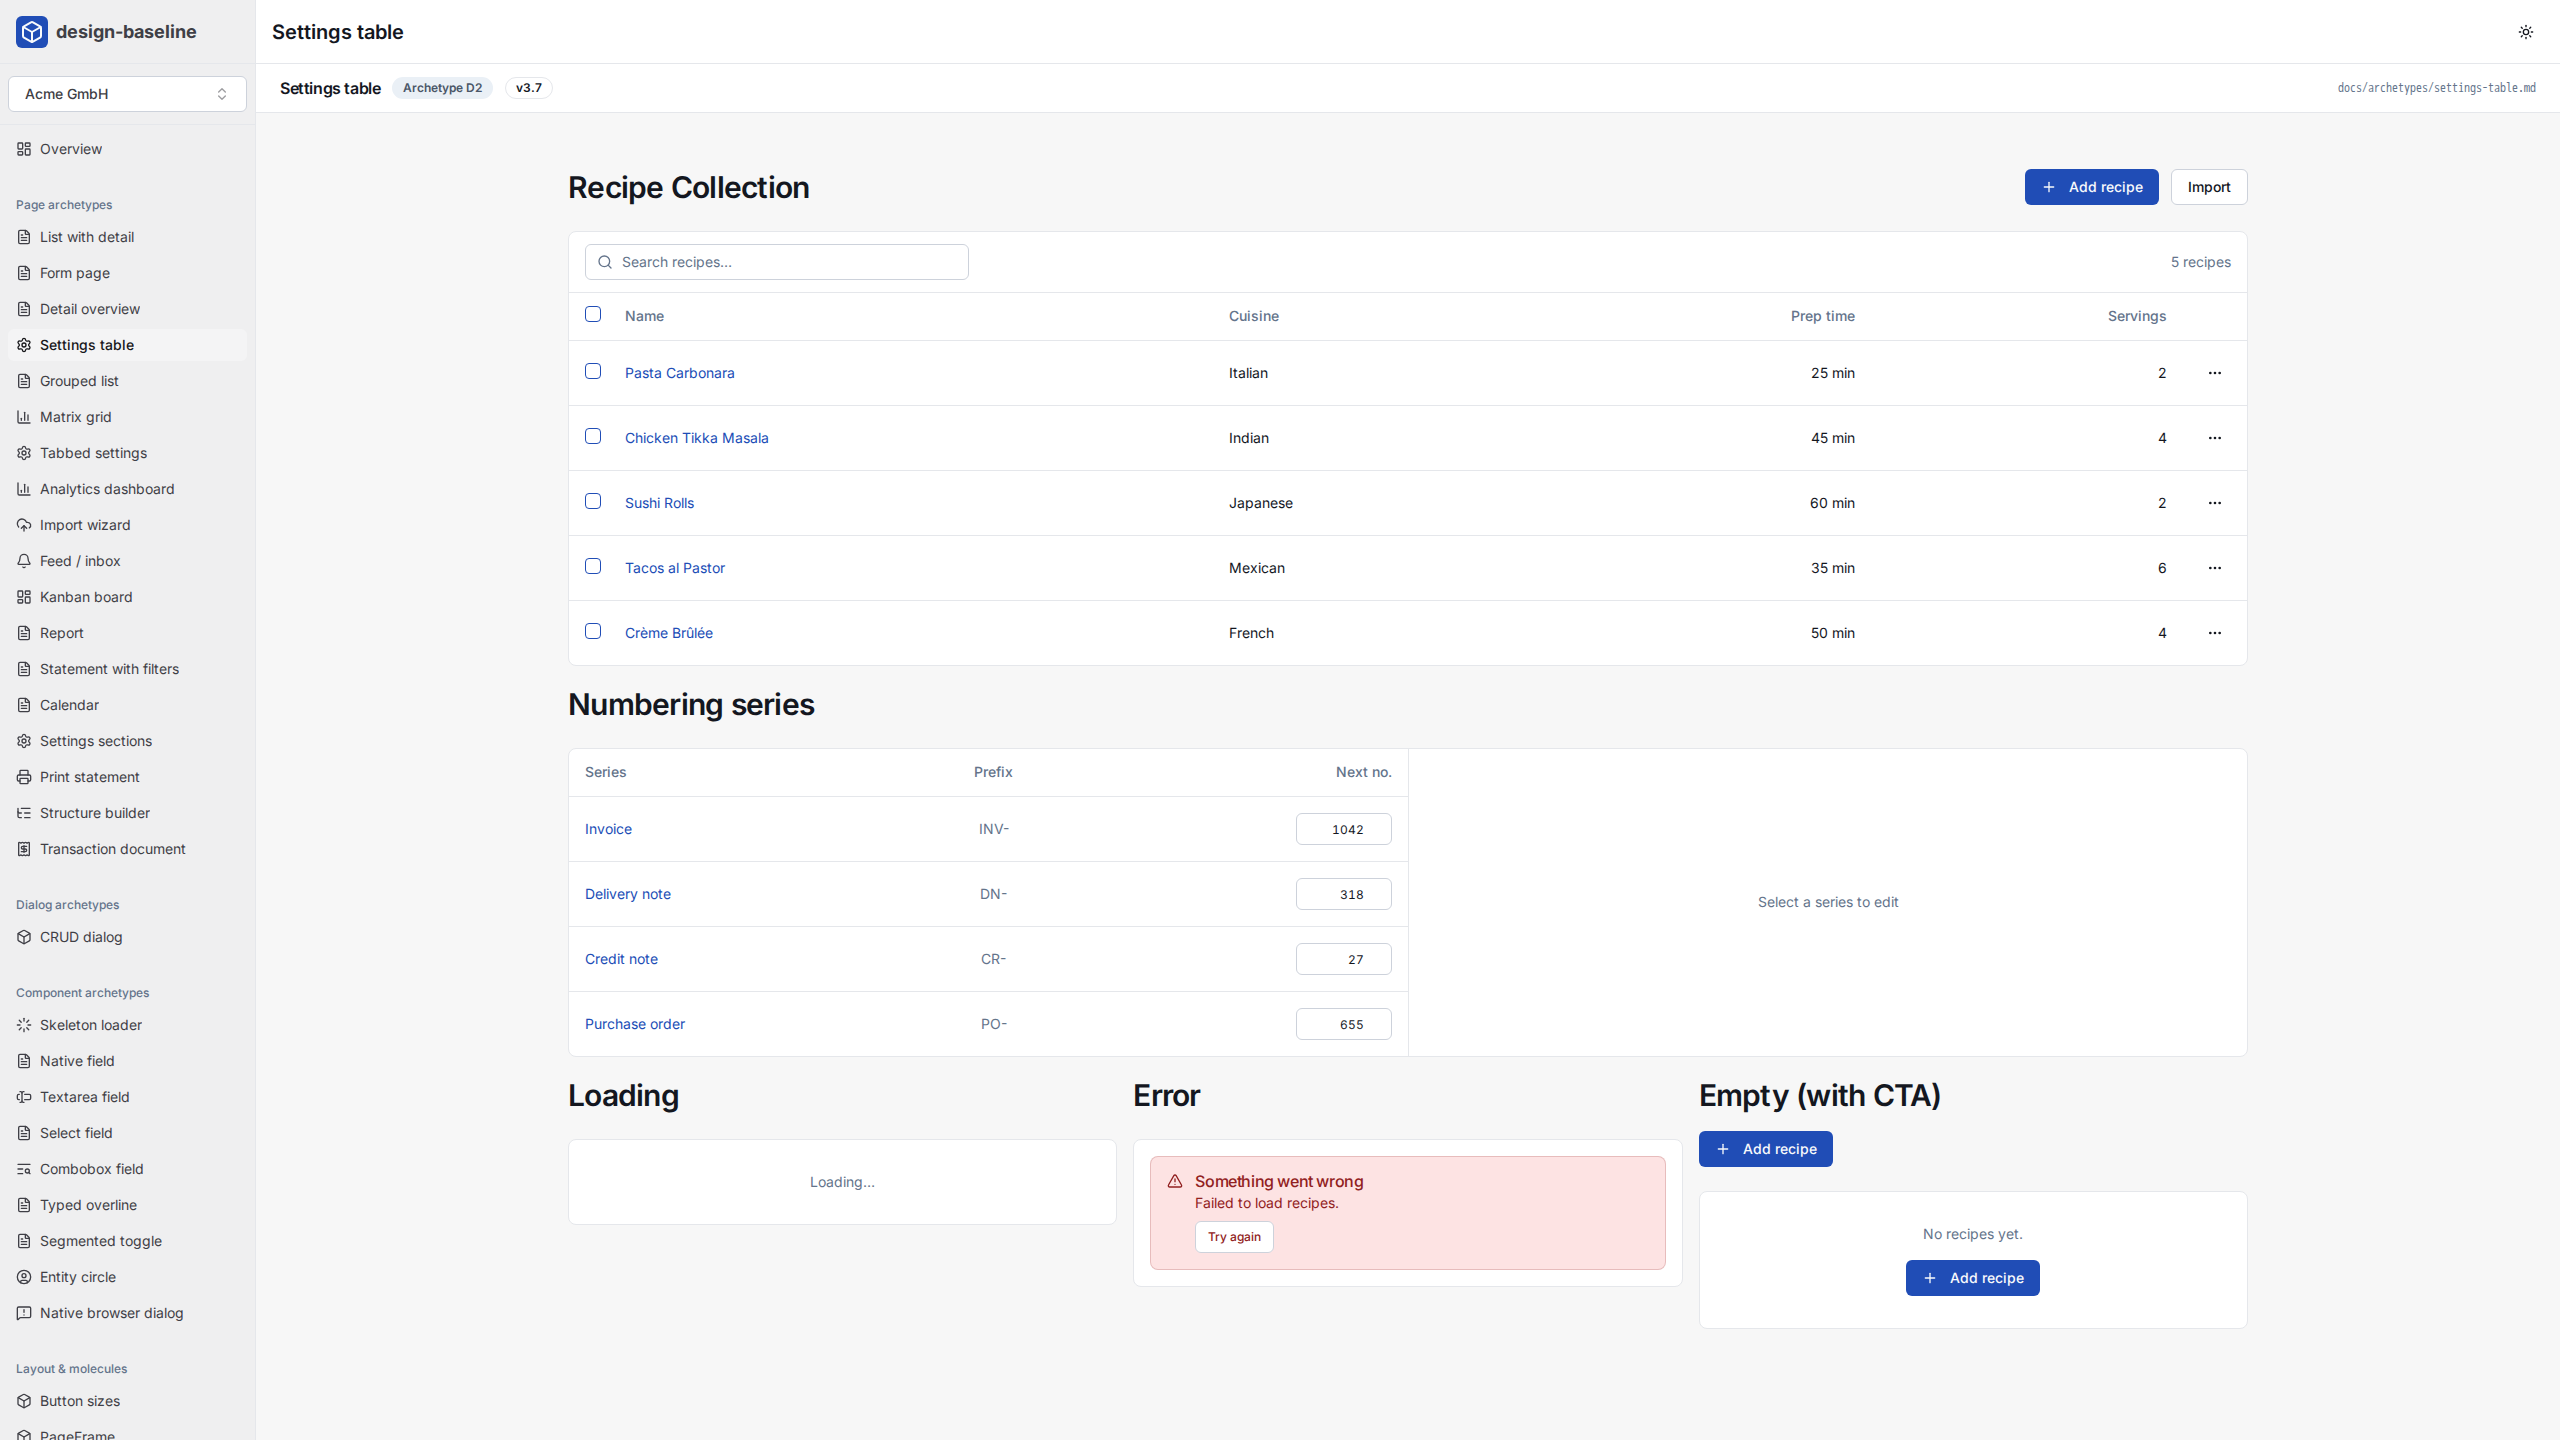 design-baseline
Acme GmbH
Overview
Page archetypes
List with detail
Form page
Detail overview
Settings table
Grouped list
Matrix grid
Tabbed settings
Analytics dashboard
Import wizard
Feed / inbox
Kanban board
Report
Statement with filters
Calendar
Settings sections
Print statement
Structure builder
Transaction document
Dialog archetypes
CRUD dialog
Component archetypes
Skeleton loader
Native field
Textarea field
Select field
Combobox field
Typed overline
Segmented toggle
Entity circle
Native browser dialog
Layout & molecules
Button sizes
PageFrame
Settings table
Settings table Archetype D2 v3.7 docs/archetypes/settings-table.md
Recipe Collection Add recipe Import
Search recipes... 5 recipes
Name Cuisine Prep time Servings
Pasta Carbonara Italian 25 min 2
Chicken Tikka Masala Indian 45 min 4
Sushi Rolls Japanese 60 min 2
Tacos al Pastor Mexican 35 min 6
Crème Brûlée French 50 min 4
Numbering series
Series Prefix Next no.
Invoice INV- 1042
Delivery note DN- 318
Credit note CR- 27
Purchase order PO- 655
Select a series to edit
Loading
Loading...
Error
Something went wrong
Failed to load recipes.
Try again
Empty (with CTA)
Add recipe
No recipes yet.
Add recipe